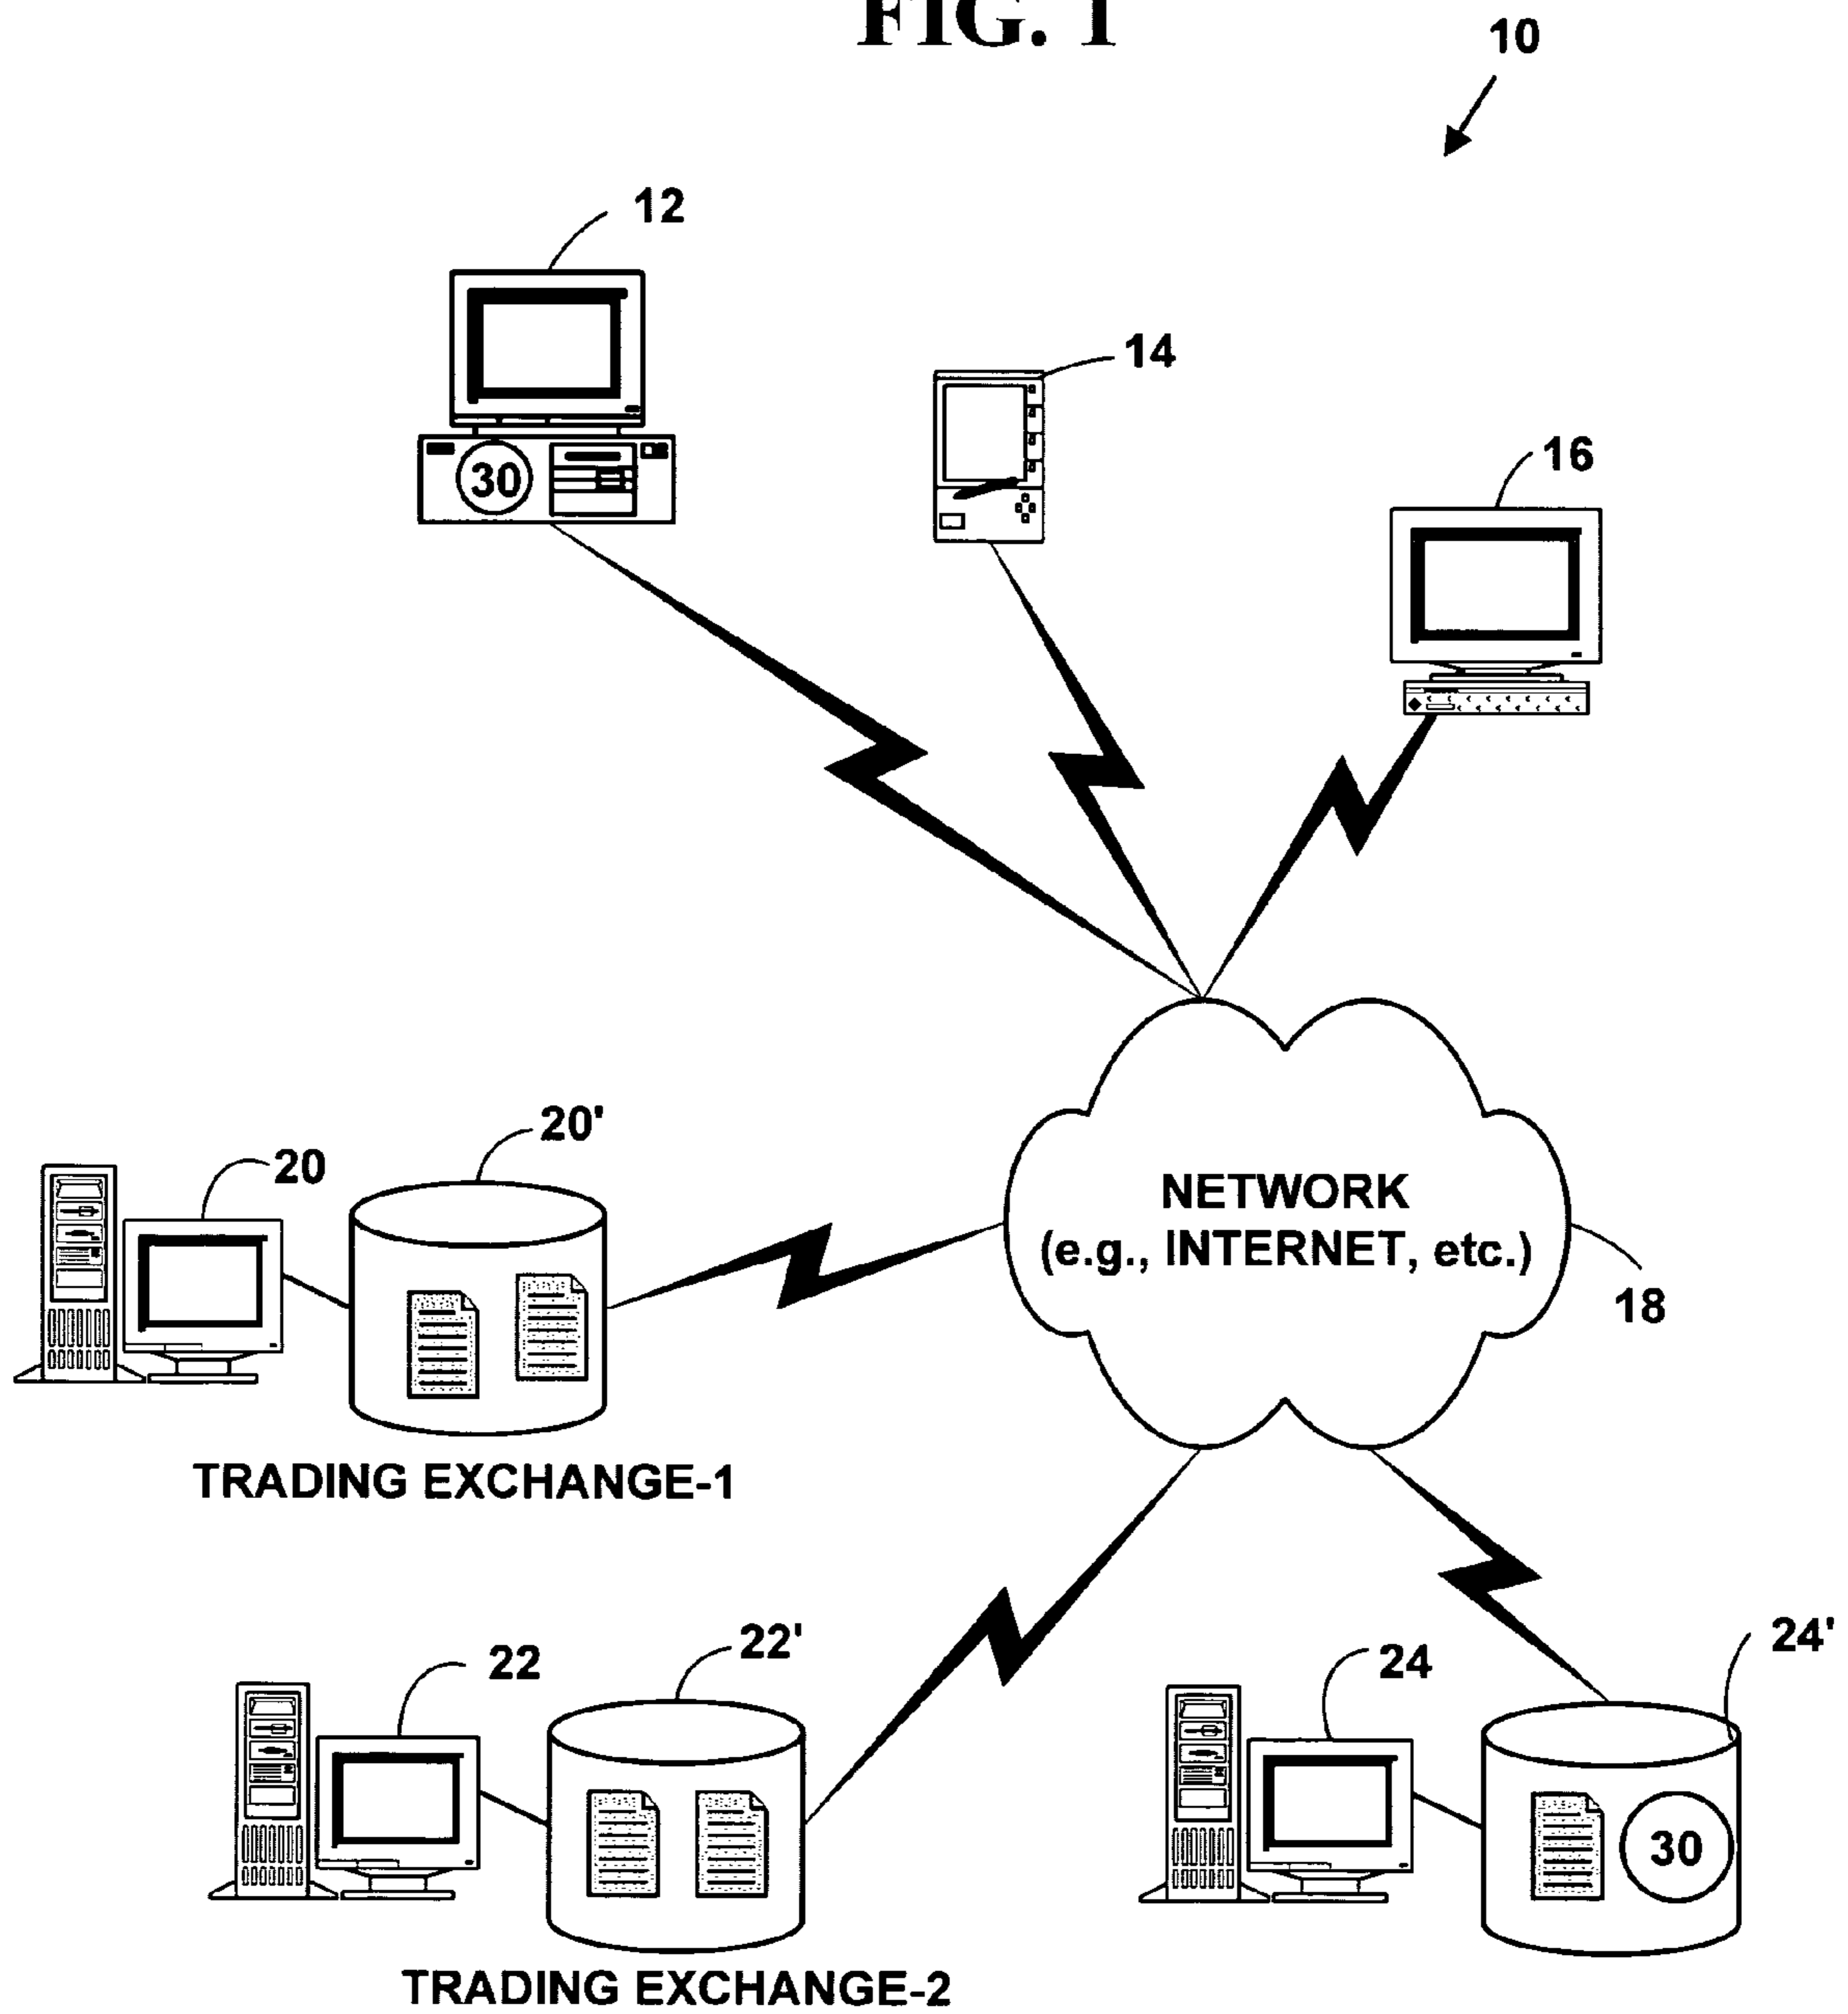 FIG. 1
10
12
14
30
16
20'
20
NETWORK
(e.g., INTERNET, etc.)
18
TRADING EXCHANGE-1
22'
22
24
24'
30
TRADING EXCHANGE-2